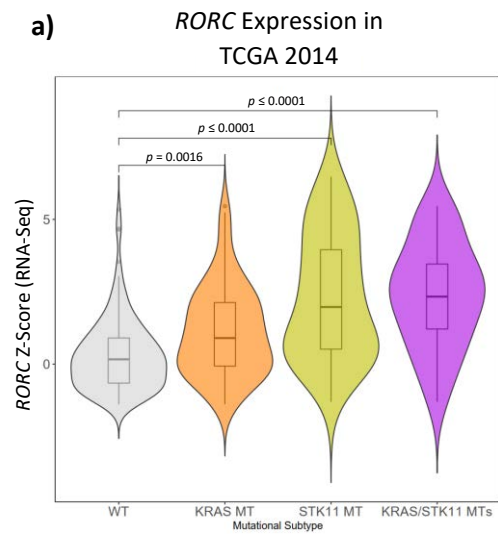 a)
RORC Expression in
TCGA 2014
p ≤ 0.0001
p ≤ 0.0001
p = 0.0016
RORC Z-Score (RNA-Seq)
5
0
WT KRAS MT STK11 MT KRAS/STK11 MTs
Mutational Subtype